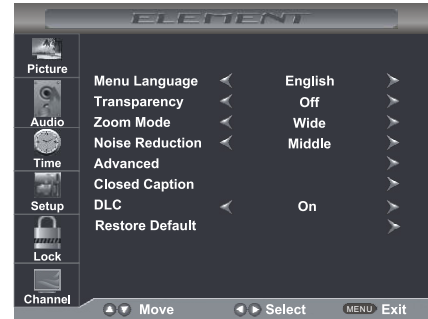 ELEMENT
Picture
Audio
Time
Setup
Lock
Channel
Menu Language English
Transparency Off
Zoom Mode Wide
Noise Reduction Middle
Advanced
Closed Caption
DLC On
Restore Default
Move Select MENU Exit